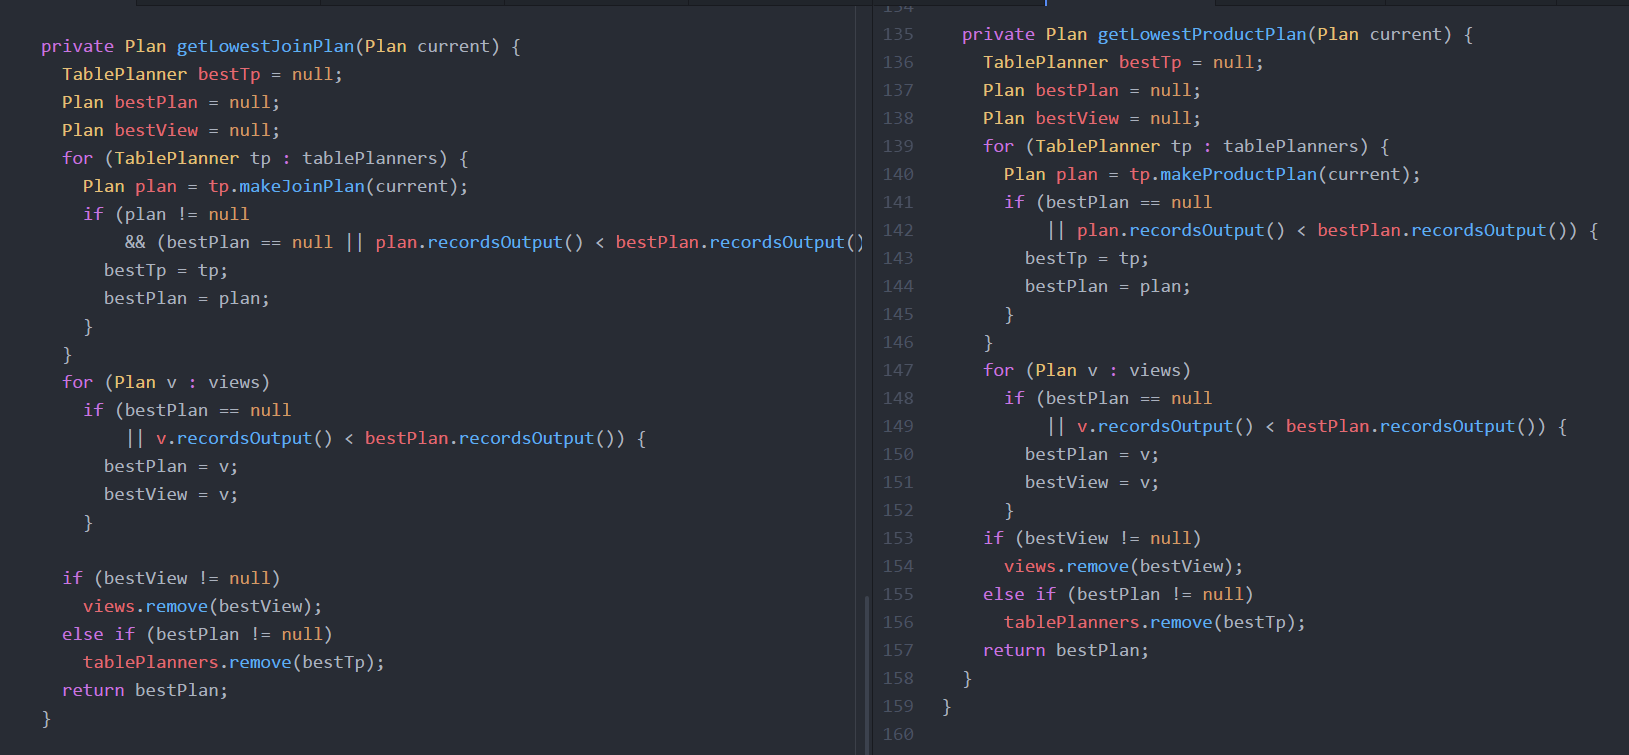 private Plan getLowestJoinPlan(Plan current) {
TablePlanner bestTp = null;
Plan bestPlan = null;
Plan bestView = null;
for (TablePlanner tp : tablePlanners) {
Plan plan = tp.makeJoinPlan(current);
if (plan != null
&& (bestPlan == null || plan.recordsOutput() < bestPlan.recordsOutput()
bestTp = tp;
bestPlan = plan;
}
}
for (Plan v : views)
if (bestPlan == null
|| v.recordsOutput() < bestPlan.recordsOutput()) {
bestPlan = v;
bestView = v;
}
if (bestView != null)
views.remove(bestView);
else if (bestPlan != null)
tablePlanners.remove(bestTp);
return bestPlan;
}
134
135 private Plan getLowestProductPlan(Plan current) {
136 TablePlanner bestTp = null;
137 Plan bestPlan = null;
138 Plan bestView = null;
139 for (TablePlanner tp : tablePlanners) {
140 Plan plan = tp.makeProductPlan(current);
141 if (bestPlan == null
142 || plan.recordsOutput() < bestPlan.recordsOutput()) {
143 bestTp = tp;
144 bestPlan = plan;
145 }
146 }
147 for (Plan v : views)
148 if (bestPlan == null
149 || v.recordsOutput() < bestPlan.recordsOutput()) {
150 bestPlan = v;
151 bestView = v;
152 }
153 if (bestView != null)
154 views.remove(bestView);
155 else if (bestPlan != null)
156 tablePlanners.remove(bestTp);
157 return bestPlan;
158 }
159 }
160